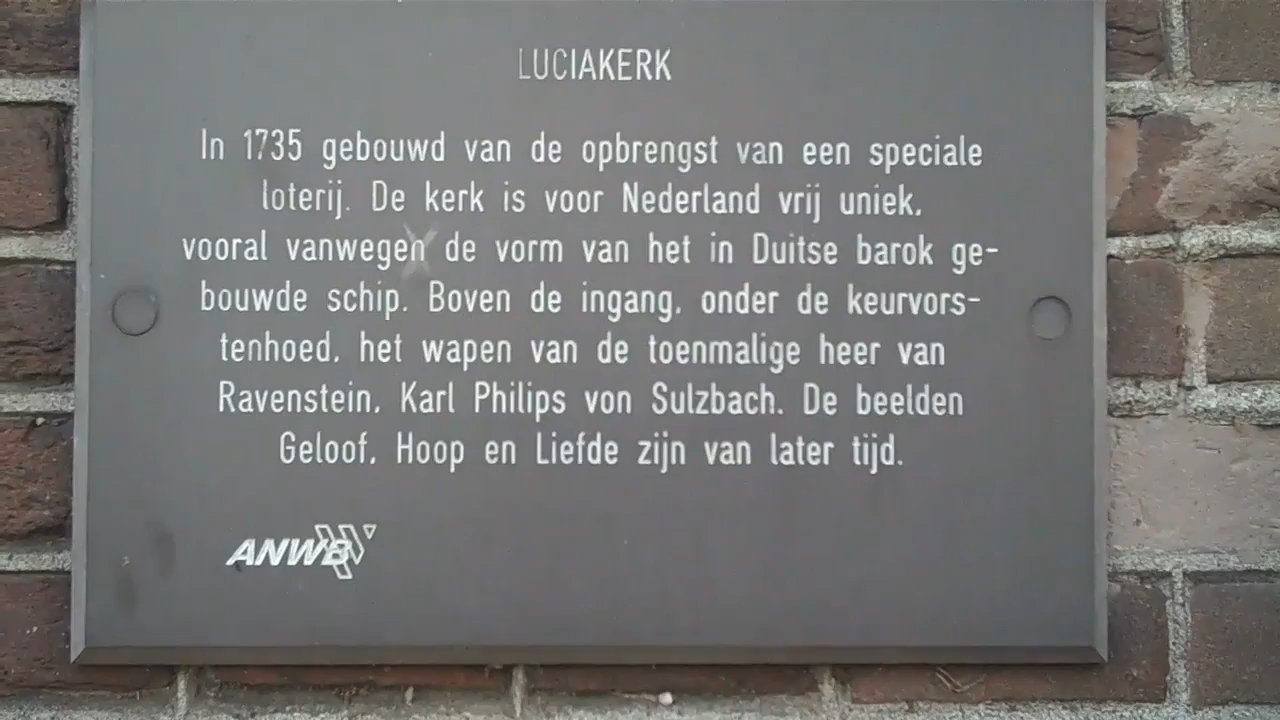 LUCIAKERK
In 1735 gebouwd van de opbrengst van een speciale
loterij. De kerk is voor Nederland vrij uniek,
vooral vanwegen de vorm van het in Duitse barok ge-
bouwde schip. Boven de ingang, onder de keurvors-
tenhoed, het wapen van de toenmalige heer van
Ravenstein, Karl Philips von Sulzbach. De beelden
Geloof, Hoop en Liefde zijn van later tijd.
ANWB